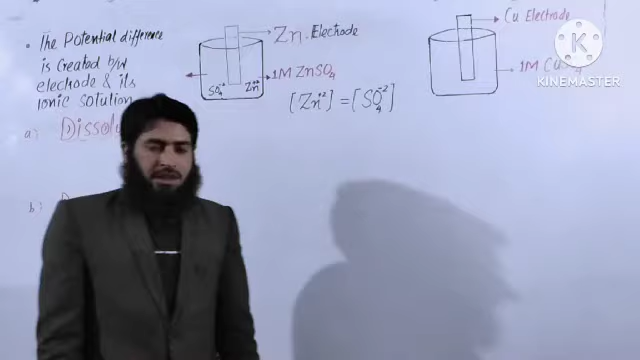 • The Potential difference
is Created b/w
electrode & its
Ionic solution
a)
b:
Zn Electrode
1M ZnSO4
SO4-2 Zn+2
[Zn+2] = [SO4-2]
Cu Electrode
1M
KINEMASTER